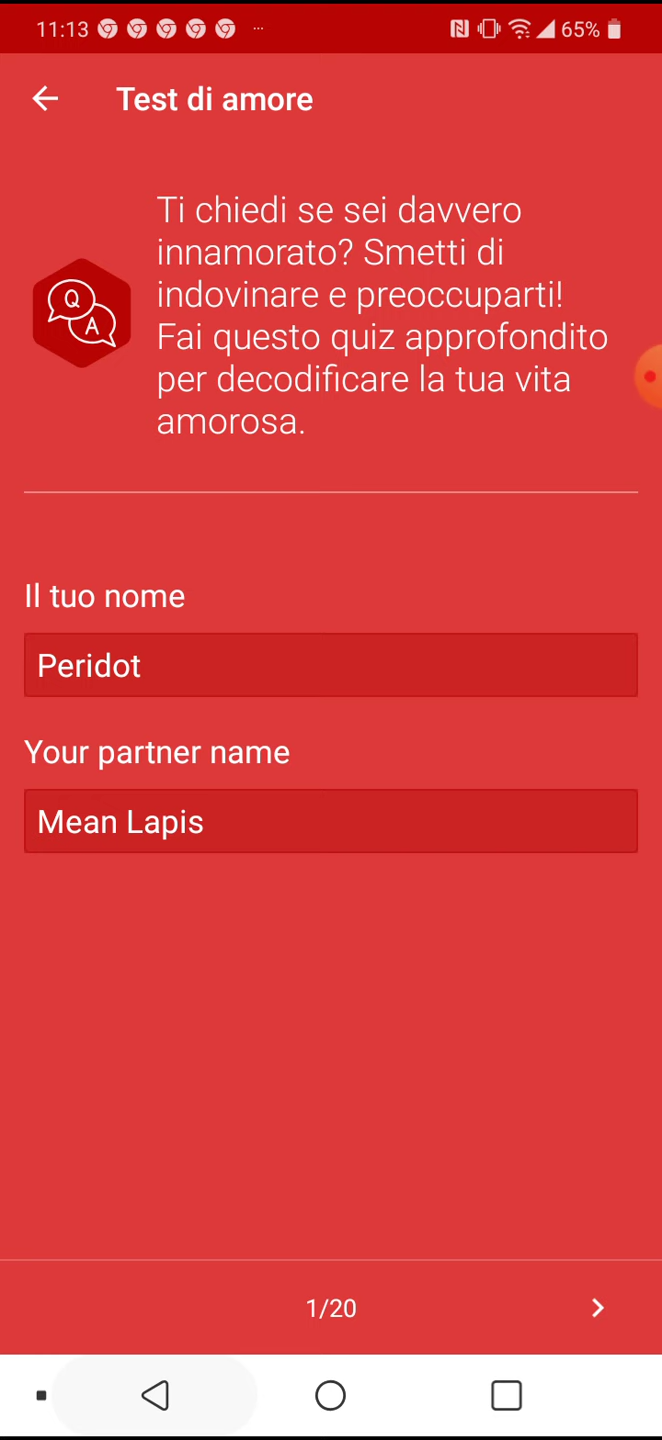 11:13 ... 65%
Test di amore
Ti chiedi se sei davvero
innamorato? Smetti di
indovinare e preoccuparti!
Fai questo quiz approfondito
per decodificare la tua vita
amorosa.
Q
A
Il tuo nome
Peridot
Your partner name
Mean Lapis
1/20